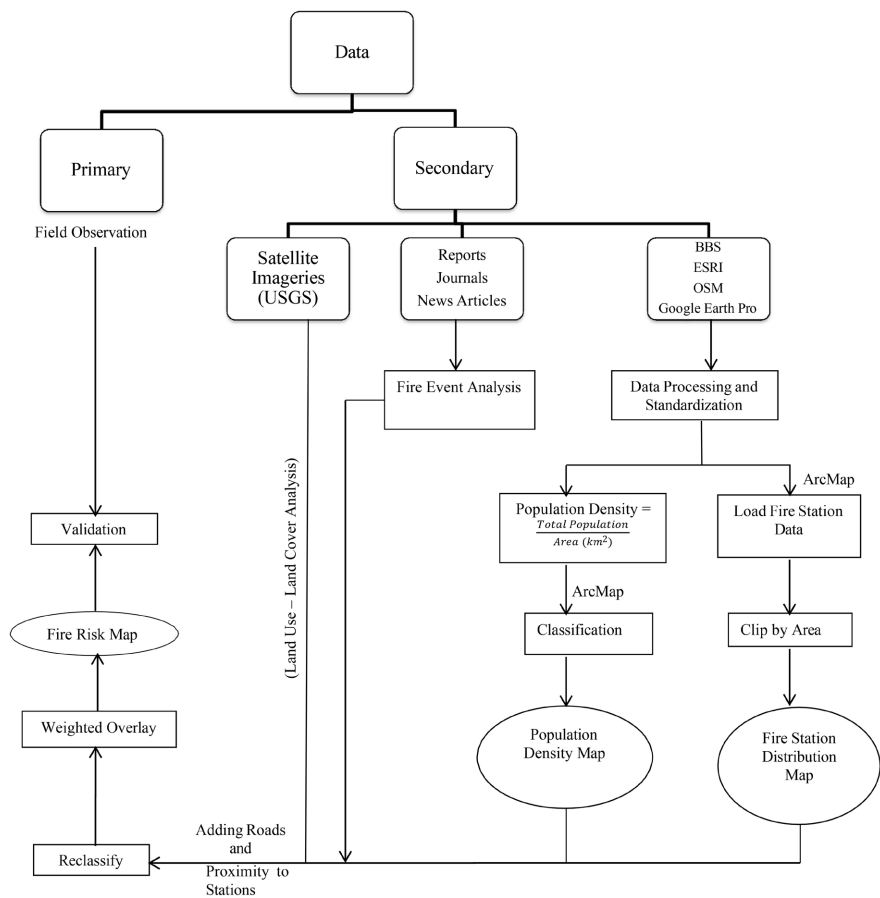 Data
Primary
Secondary
Field Observation
Satellite
Imageries
(USGS)
Reports
Journals
News Articles
BBS
ESRI
OSM
Google Earth Pro
Fire Event Analysis
Data Processing and
Standardization
(Land Use – Land Cover Analysis)
ArcMap
Population Density =
Total Population
Area (km²)
Load Fire Station
Data
Validation
ArcMap
Classification
Clip by Area
Fire Risk Map
Weighted Overlay
Population
Density Map
Fire Station
Distribution
Map
Adding Roads
and
Proximity to
Stations
Reclassify